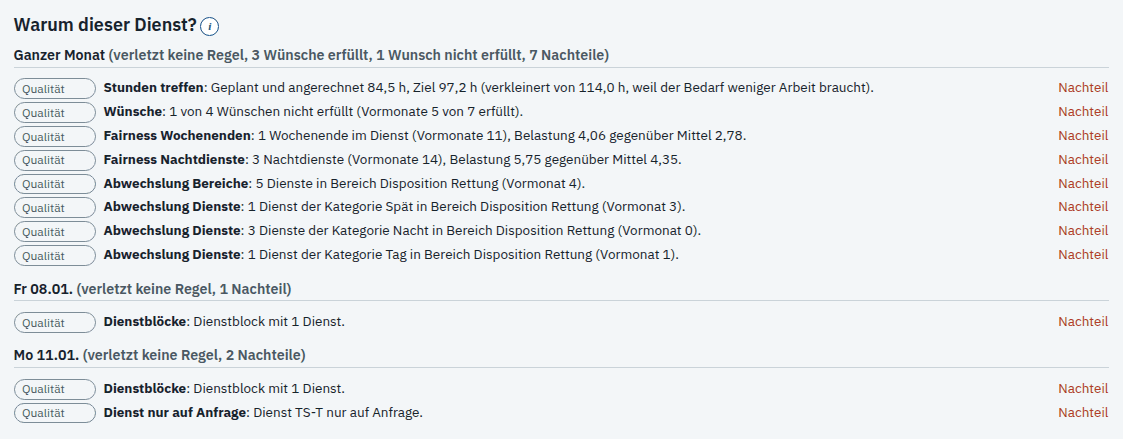 Warum dieser Dienst? i
Ganzer Monat (verletzt keine Regel, 3 Wünsche erfüllt, 1 Wunsch nicht erfüllt, 7 Nachteile)
Qualität Stunden treffen: Geplant und angerechnet 84,5 h, Ziel 97,2 h (verkleinert von 114,0 h, weil der Bedarf weniger Arbeit braucht). Nachteil
Qualität Wünsche: 1 von 4 Wünschen nicht erfüllt (Vormonate 5 von 7 erfüllt). Nachteil
Qualität Fairness Wochenenden: 1 Wochenende im Dienst (Vormonate 11), Belastung 4,06 gegenüber Mittel 2,78. Nachteil
Qualität Fairness Nachtdienste: 3 Nachtdienste (Vormonate 14), Belastung 5,75 gegenüber Mittel 4,35. Nachteil
Qualität Abwechslung Bereiche: 5 Dienste in Bereich Disposition Rettung (Vormonat 4). Nachteil
Qualität Abwechslung Dienste: 1 Dienst der Kategorie Spät in Bereich Disposition Rettung (Vormonat 3). Nachteil
Qualität Abwechslung Dienste: 3 Dienste der Kategorie Nacht in Bereich Disposition Rettung (Vormonat 0). Nachteil
Qualität Abwechslung Dienste: 1 Dienst der Kategorie Tag in Bereich Disposition Rettung (Vormonat 1). Nachteil
Fr 08.01. (verletzt keine Regel, 1 Nachteil)
Qualität Dienstblöcke: Dienstblock mit 1 Dienst. Nachteil
Mo 11.01. (verletzt keine Regel, 2 Nachteile)
Qualität Dienstblöcke: Dienstblock mit 1 Dienst. Nachteil
Qualität Dienst nur auf Anfrage: Dienst TS-T nur auf Anfrage. Nachteil